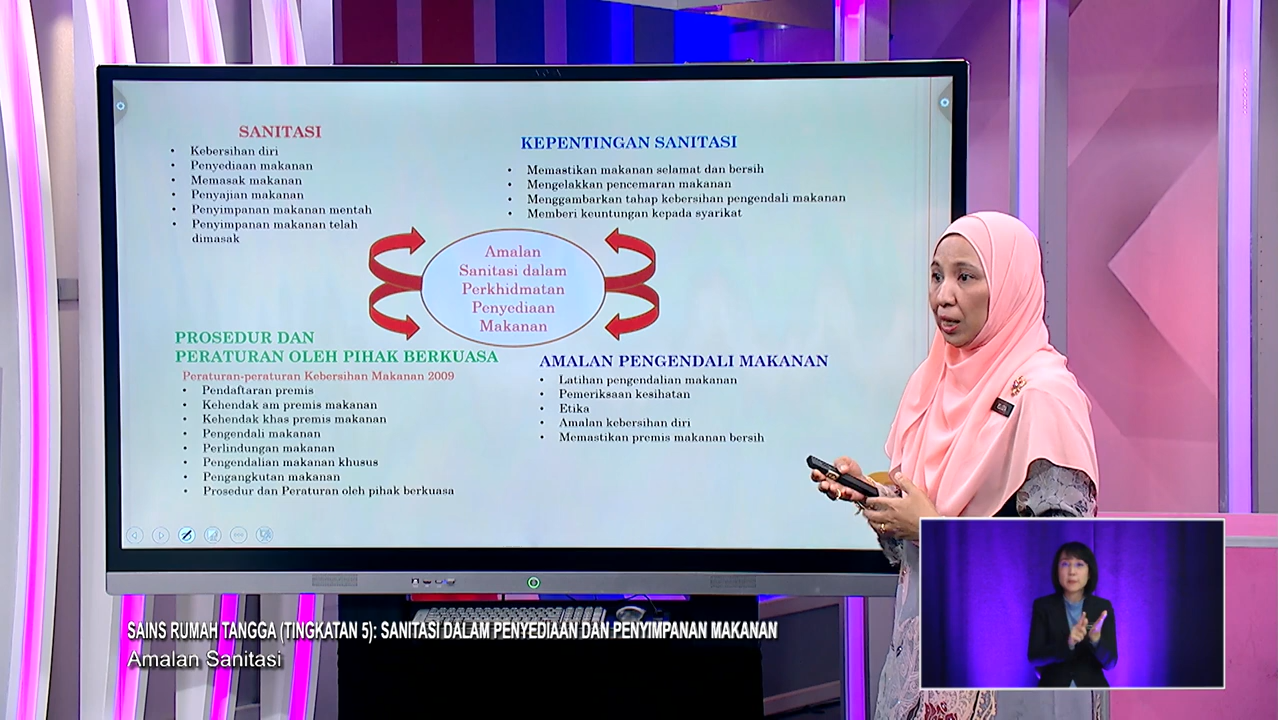 SANITASI
• Kebersihan diri
• Penyediaan makanan
• Memasak makanan
• Penyajian makanan
• Penyimpanan makanan mentah
• Penyimpanan makanan telah
dimasak
KEPENTINGAN SANITASI
• Memastikan makanan selamat dan bersih
• Mengelakkan pencemaran makanan
• Menggambarkan tahap kebersihan pengendali makanan
• Memberi keuntungan kepada syarikat
Amalan
Sanitasi dalam
Perkhidmatan
Penyediaan
Makanan
PROSEDUR DAN
PERATURAN OLEH PIHAK BERKUASA
Peraturan-peraturan Kebersihan Makanan 2009
• Pendaftaran premis
• Kehendak am premis makanan
• Kehendak khas premis makanan
• Pengendali makanan
• Perlindungan makanan
• Pengendalian makanan khusus
• Pengangkutan makanan
• Prosedur dan Peraturan oleh pihak berkuasa
AMALAN PENGENDALI MAKANAN
• Latihan pengendalian makanan
• Pemeriksaan kesihatan
• Etika
• Amalan kebersihan diri
• Memastikan premis makanan bersih
SAINS RUMAH TANGGA (TINGKATAN 5): SANITASI DALAM PENYEDIAAN DAN PENYIMPANAN MAKANAN
Amalan Sanitasi